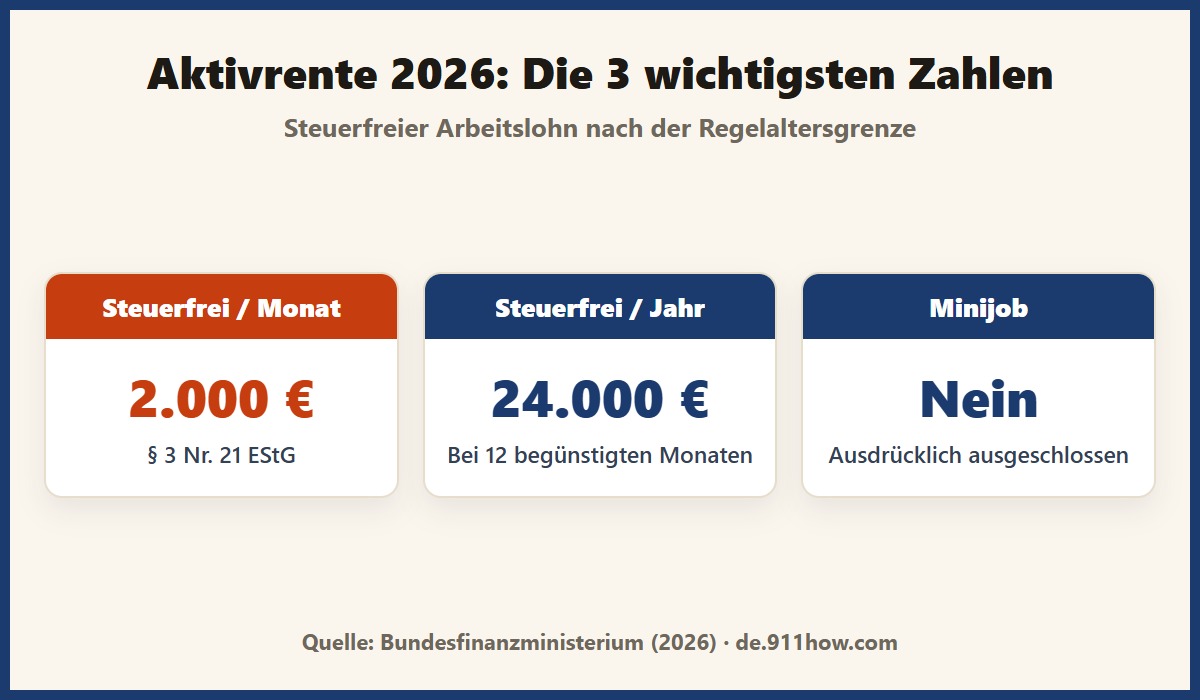 Aktivrente 2026: Die 3 wichtigsten Zahlen
Steuerfreier Arbeitslohn nach der Regelaltersgrenze
Steuerfrei / Monat
2.000 €
§ 3 Nr. 21 EStG
Steuerfrei / Jahr
24.000 €
Bei 12 begünstigten Monaten
Minijob
Nein
Ausdrücklich ausgeschlossen
Quelle: Bundesfinanzministerium (2026) · de.911how.com